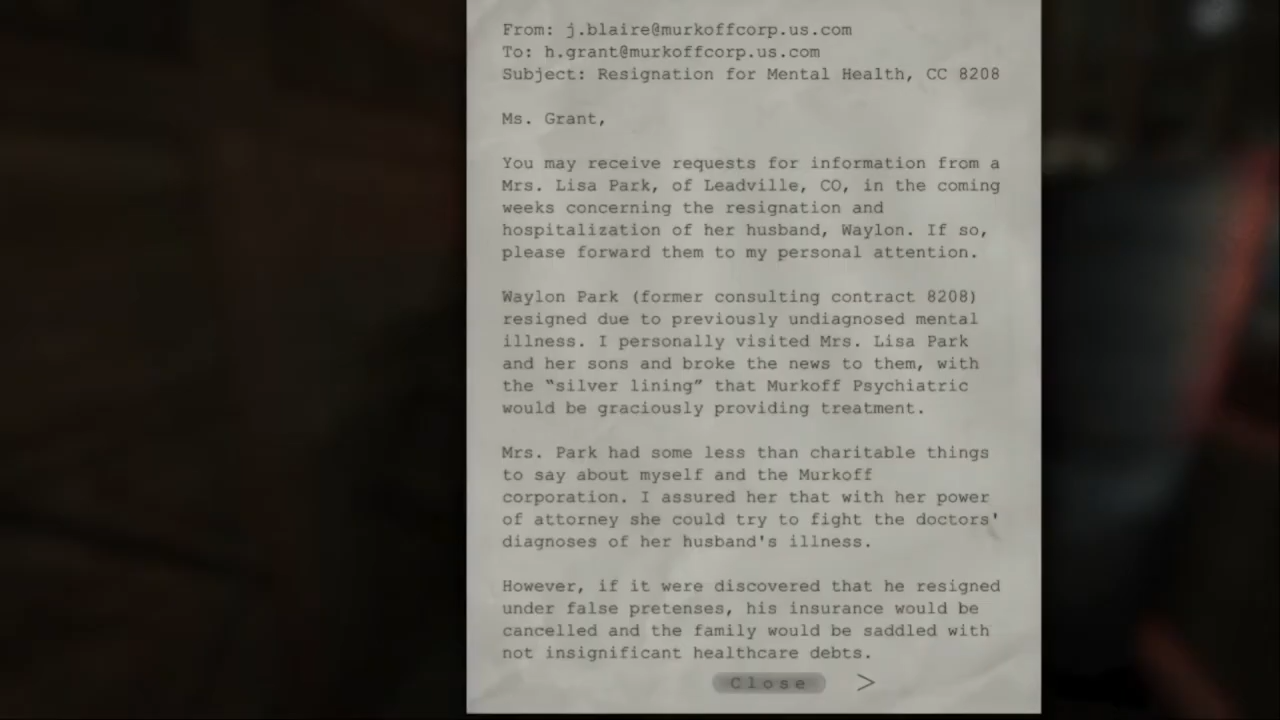 From: j.blaire@murkoffcorp.us.com
To: h.grant@murkoffcorp.us.com
Subject: Resignation for Mental Health, CC 8208
Ms. Grant,
You may receive requests for information from a
Mrs. Lisa Park, of Leadville, CO, in the coming
weeks concerning the resignation and
hospitalization of her husband, Waylon. If so,
please forward them to my personal attention.
Waylon Park (former consulting contract 8208)
resigned due to previously undiagnosed mental
illness. I personally visited Mrs. Lisa Park
and her sons and broke the news to them, with
the “silver lining” that Murkoff Psychiatric
would be graciously providing treatment.
Mrs. Park had some less than charitable things
to say about myself and the Murkoff
corporation. I assured her that with her power
of attorney she could try to fight the doctors'
diagnoses of her husband's illness.
However, if it were discovered that he resigned
under false pretenses, his insurance would be
cancelled and the family would be saddled with
not insignificant healthcare debts.
Close >